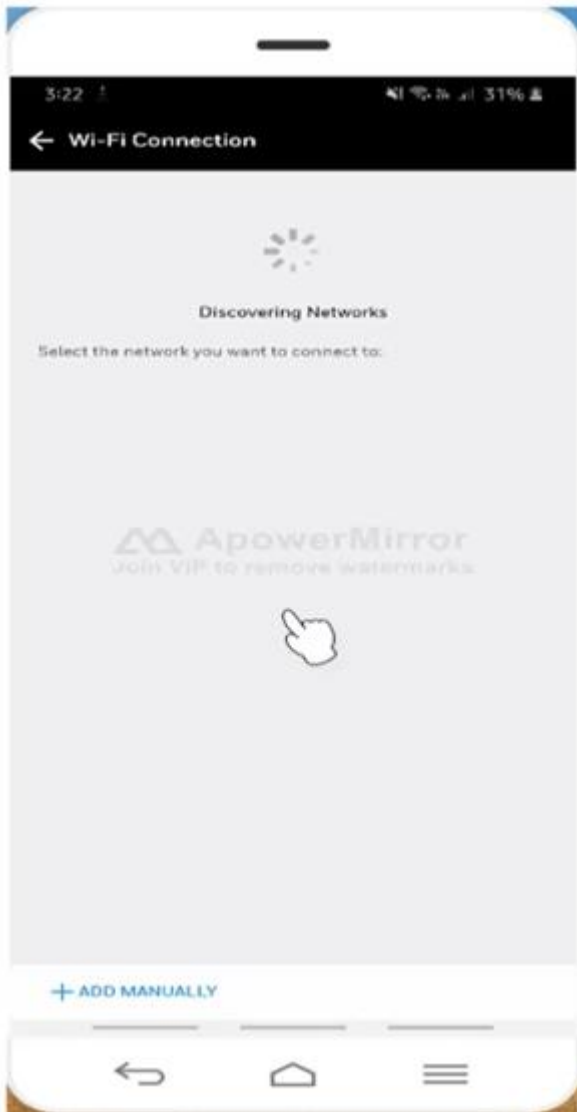 3:22
31%
Wi-Fi Connection
Discovering Networks
Select the network you want to connect to:
ApowerMirror
Join VIP to remove watermarks
+ ADD MANUALLY